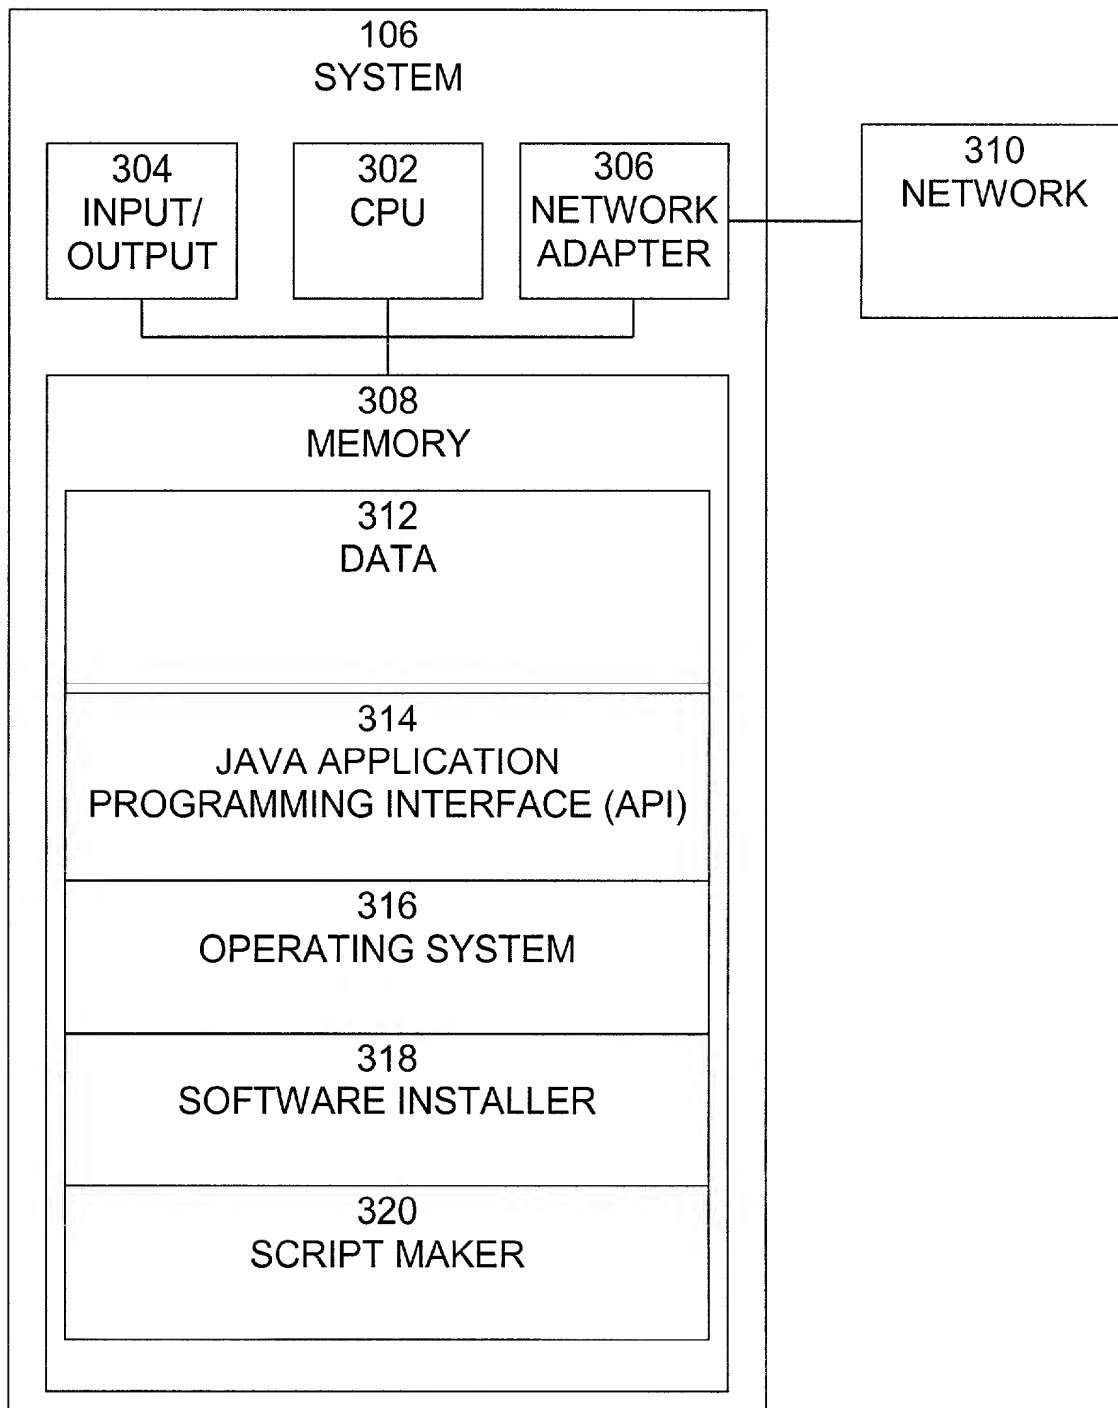 106
SYSTEM
304
INPUT/
OUTPUT
302
CPU
306
NETWORK
ADAPTER
310
NETWORK
308
MEMORY
312
DATA
314
JAVA APPLICATION
PROGRAMMING INTERFACE (API)
316
OPERATING SYSTEM
318
SOFTWARE INSTALLER
320
SCRIPT MAKER